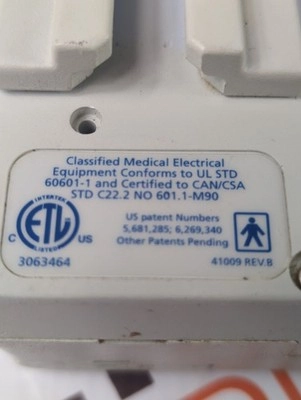 Classified Medical Electrical
Equipment Conforms to UL STD
60601-1 and Certified to CAN/CSA
STD C22.2 NO 601.1-M90
INTERTEK
ETL
C US
LISTED
3063464
US patent Numbers
5,681,285; 6,269,340
Other Patents Pending
41009 REV.B